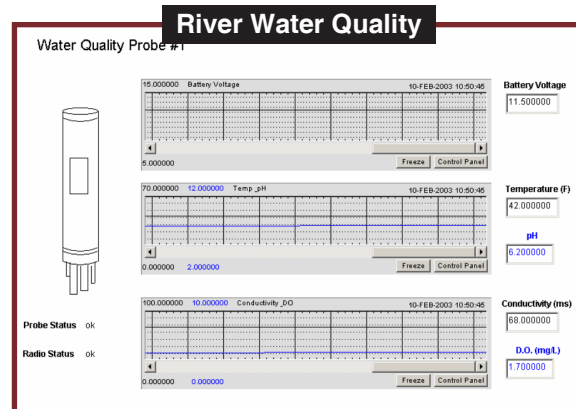 River Water Quality
Water Quality Probe #1
15.000000 Battery Voltage 10-FEB-2003 10:50:45
5.000000 Freeze Control Panel
Battery Voltage
11.500000
70.000000 12.000000 Temp_pH 10-FEB-2003 10:50:45
0.000000 2.000000 Freeze Control Panel
Temperature (F)
42.000000
pH
6.200000
100.000000 10.000000 Conductivity_DO 10-FEB-2003 10:50:45
0.000000 0.000000 Freeze Control Panel
Conductivity (ms)
68.000000
D.O. (mg/L)
1.700000
Probe Status ok
Radio Status ok